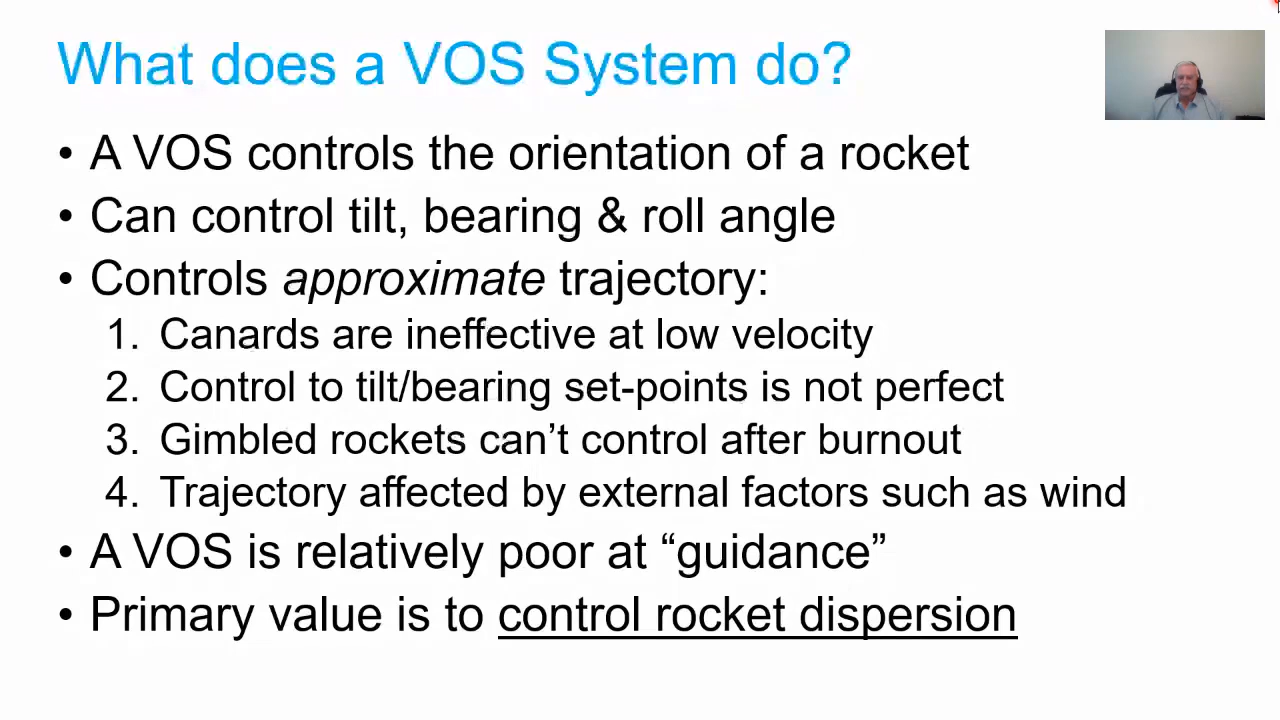 What does a VOS System do?
• A VOS controls the orientation of a rocket
• Can control tilt, bearing & roll angle
• Controls approximate trajectory:
1. Canards are ineffective at low velocity
2. Control to tilt/bearing set-points is not perfect
3. Gimbled rockets can’t control after burnout
4. Trajectory affected by external factors such as wind
• A VOS is relatively poor at “guidance”
• Primary value is to control rocket dispersion